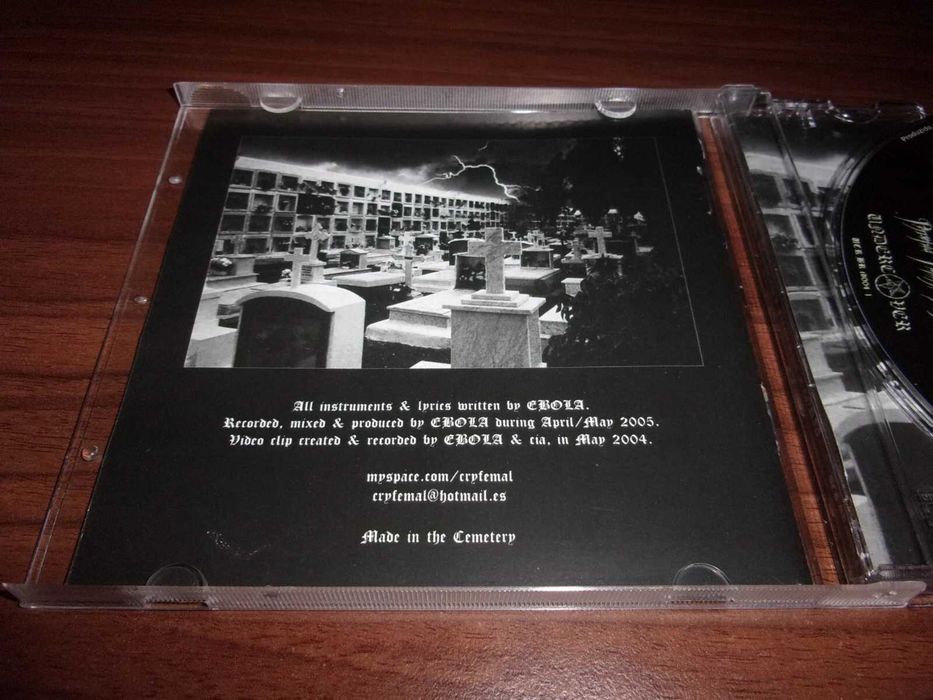 All instruments & lyrics written by EBOLA.
Recorded, mixed & produced by EBOLA during April/May 2005.
Video clip created & recorded by EBOLA & cia, in May 2004.
myspace.com/cryfemal
cryfemal@hotmail.es
Made in the Cemetery